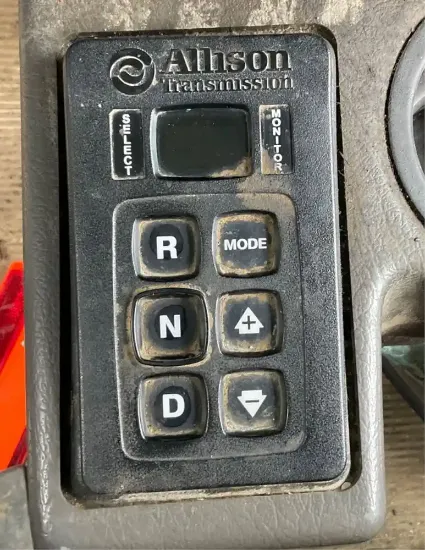 Allison
Transmission
SELECT
MONITOR
R
MODE
N
+
D
-